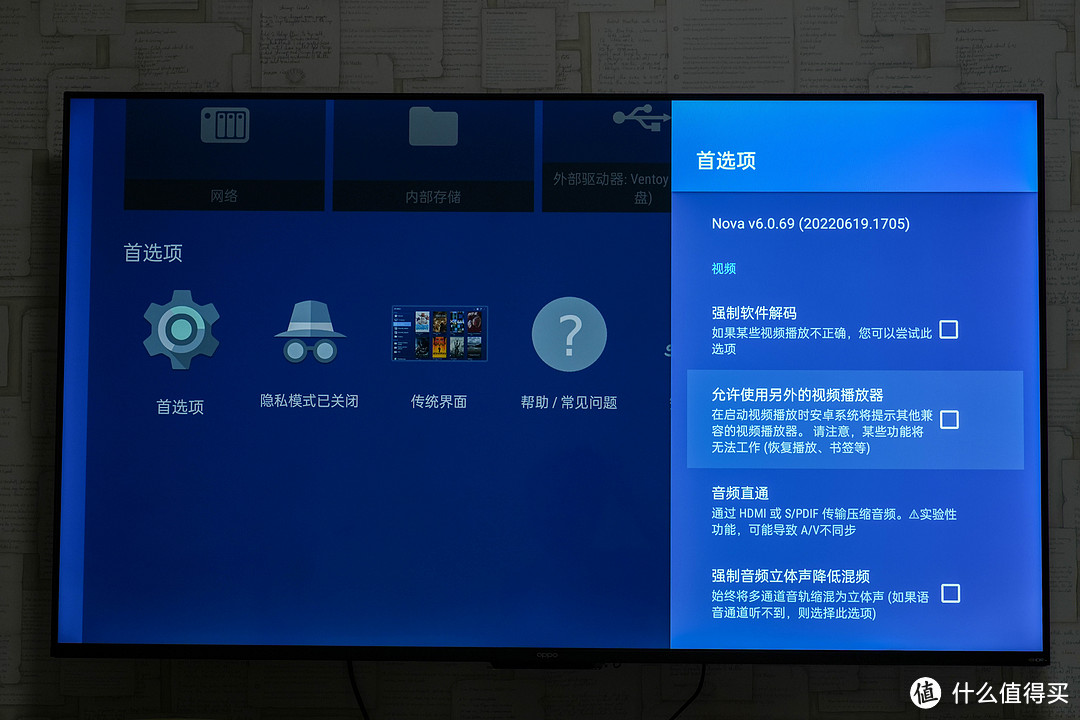 网络
内部存储
外部驱动器: Ventoy
盘)
首选项
首选项
隐私模式已关闭
传统界面
帮助 / 常见问题
首选项
Nova v6.0.69 (20220619.1705)
视频
强制软件解码
如果某些视频播放不正确，您可以尝试此
选项
允许使用另外的视频播放器
在启动视频播放时安卓系统将提示其他兼
容的视频播放器。 请注意，某些功能将
无法工作 (恢复播放、书签等)
音频直通
通过 HDMI 或 S/PDIF 传输压缩音频。⚠实验性
功能，可能导致 A/V不同步
强制音频立体声降低混频
始终将多通道音轨缩混为立体声 (如果语
音通道听不到，则选择此选项)
oppo
值 什么值得买